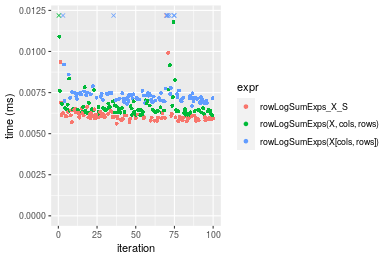 0.0125
0.0100
0.0075
0.0050
0.0025
0.0000
time (ms)
0
25
50
75
100
iteration
expr
rowLogSumExps_X_S
rowLogSumExps(X, cols, rows)
rowLogSumExps(X[cols, rows])